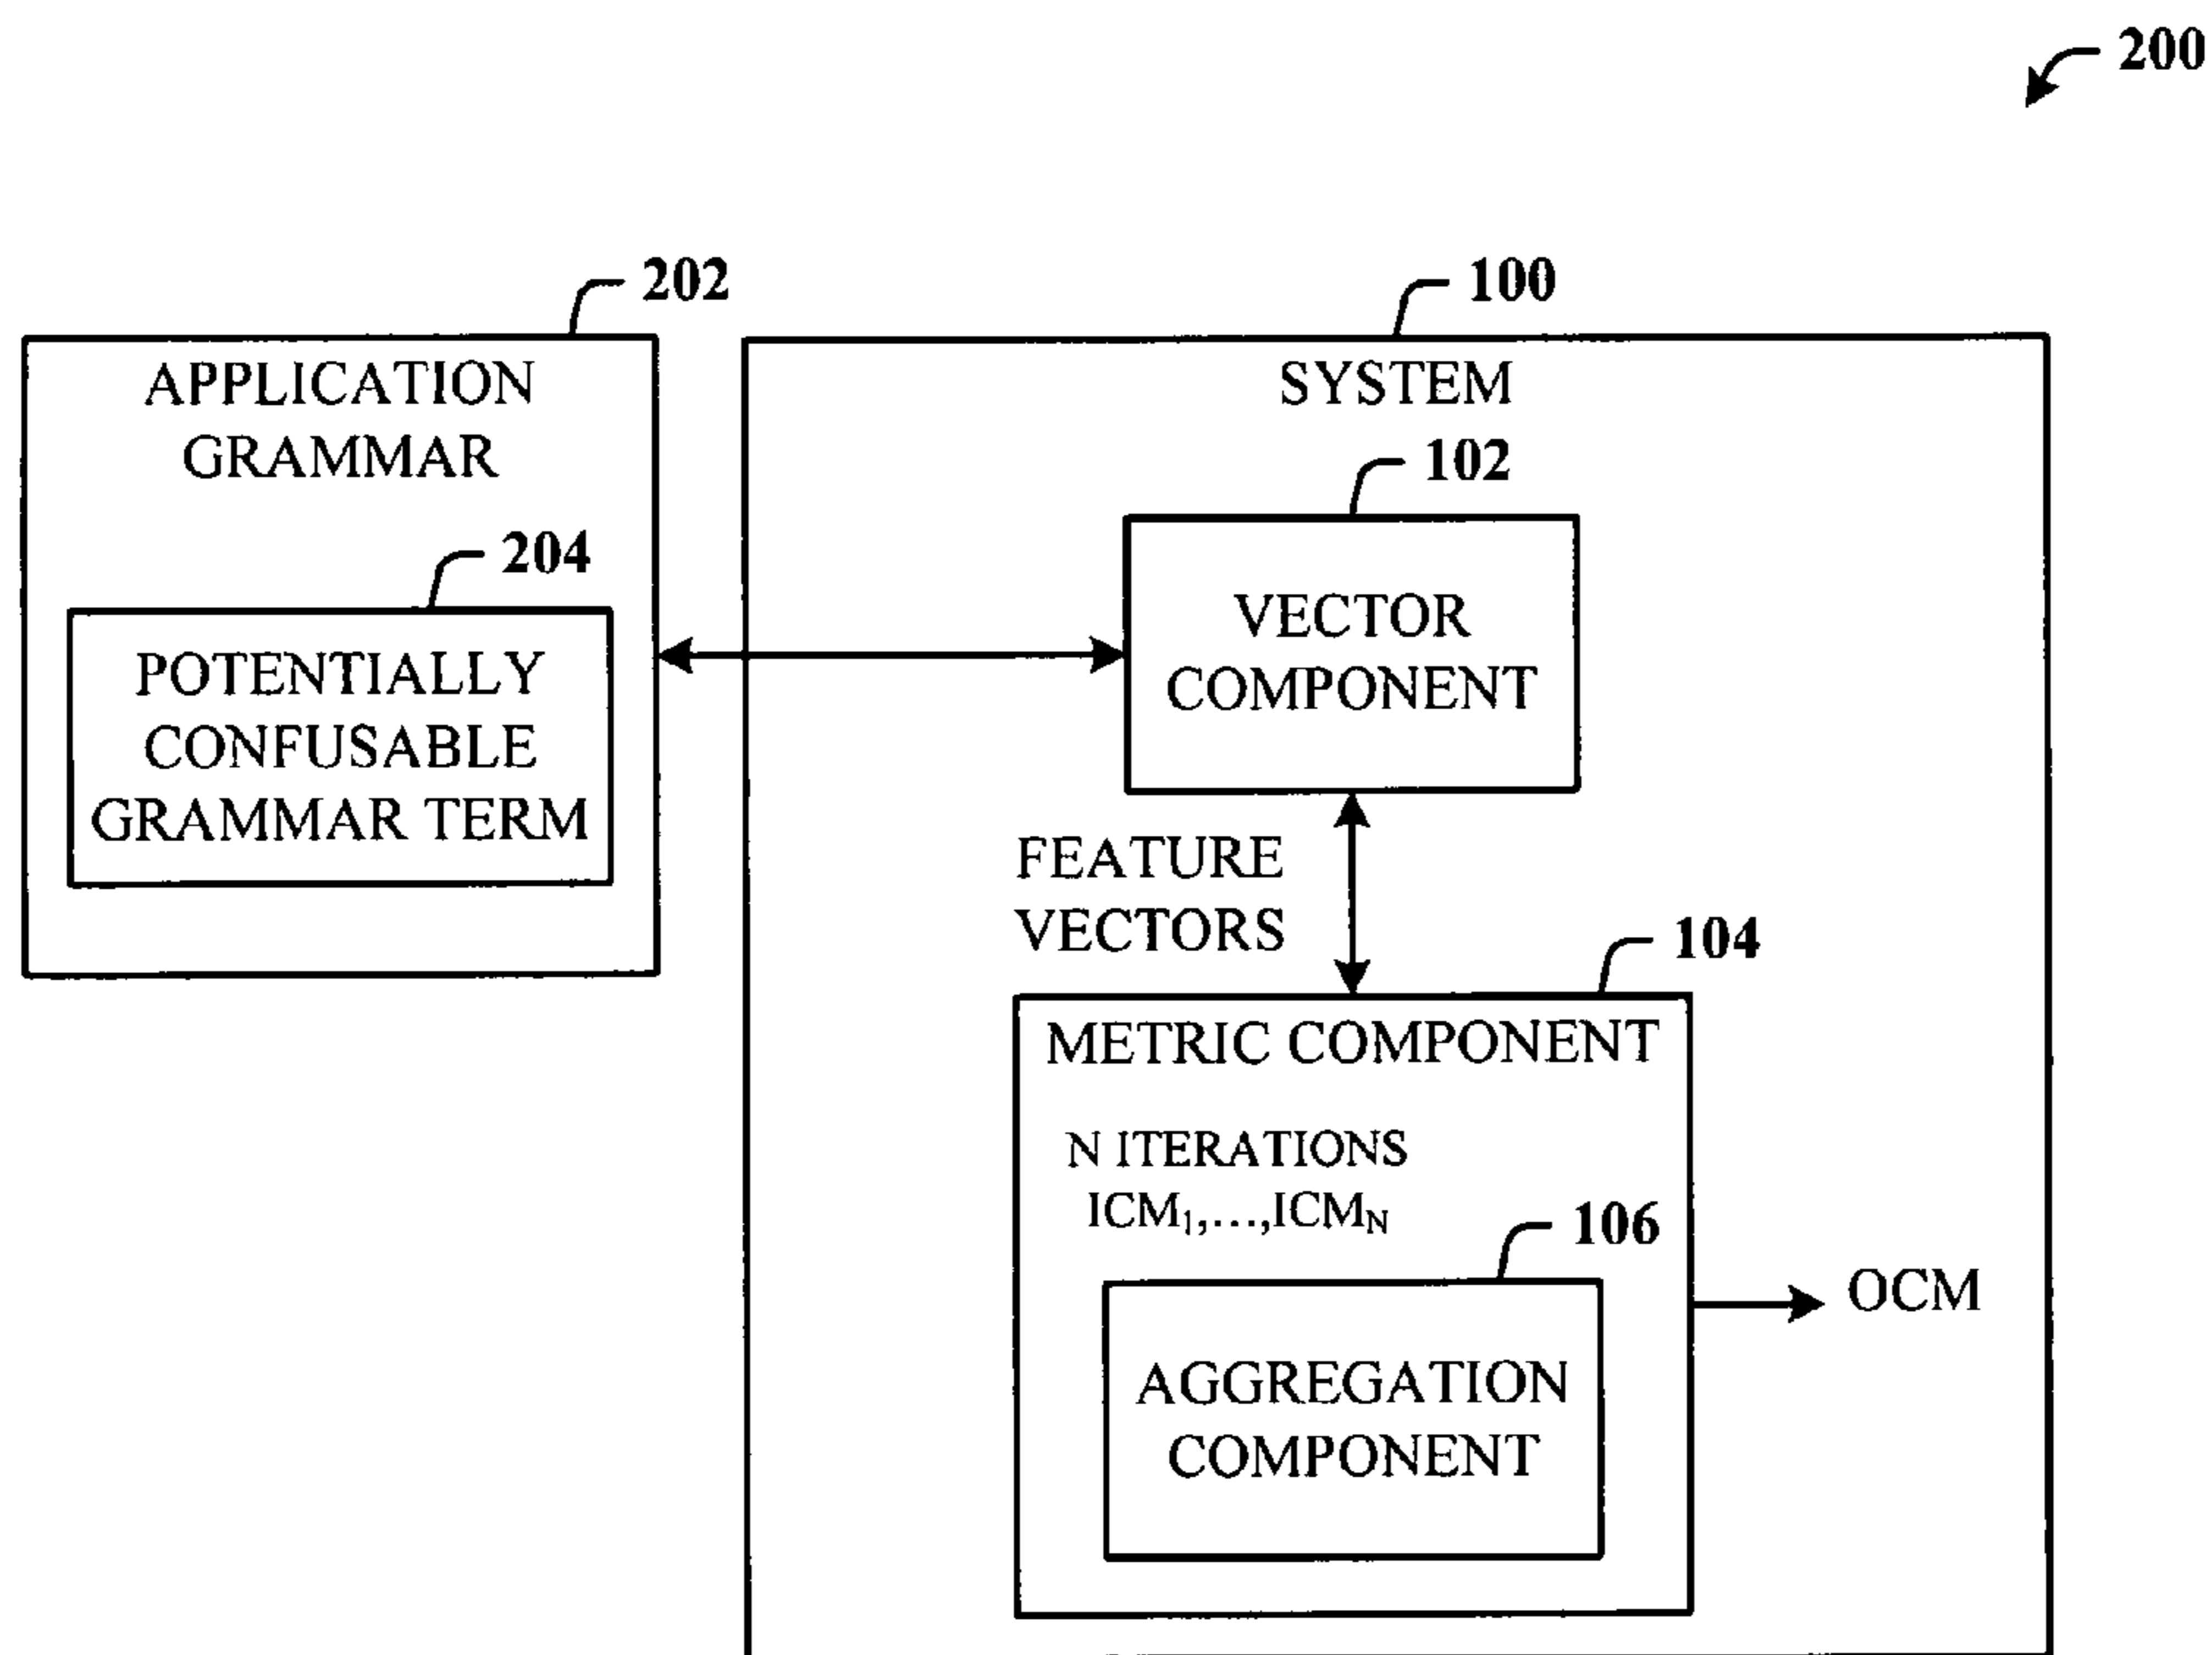 200
202
100
APPLICATION
GRAMMAR
SYSTEM
102
204
VECTOR
COMPONENT
POTENTIALLY
CONFUSABLE
GRAMMAR TERM
FEATURE
VECTORS
104
METRIC COMPONENT
N ITERATIONS
ICM₁,...,ICM_N
106
OCM
AGGREGATION
COMPONENT